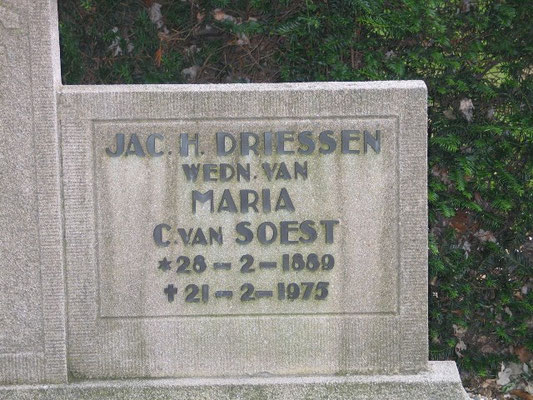 JAC. H. DRIESSEN
WEDN. VAN
MARIA
C. VAN SOEST
* 28 - 2 - 1889
✝ 21 - 2 - 1975